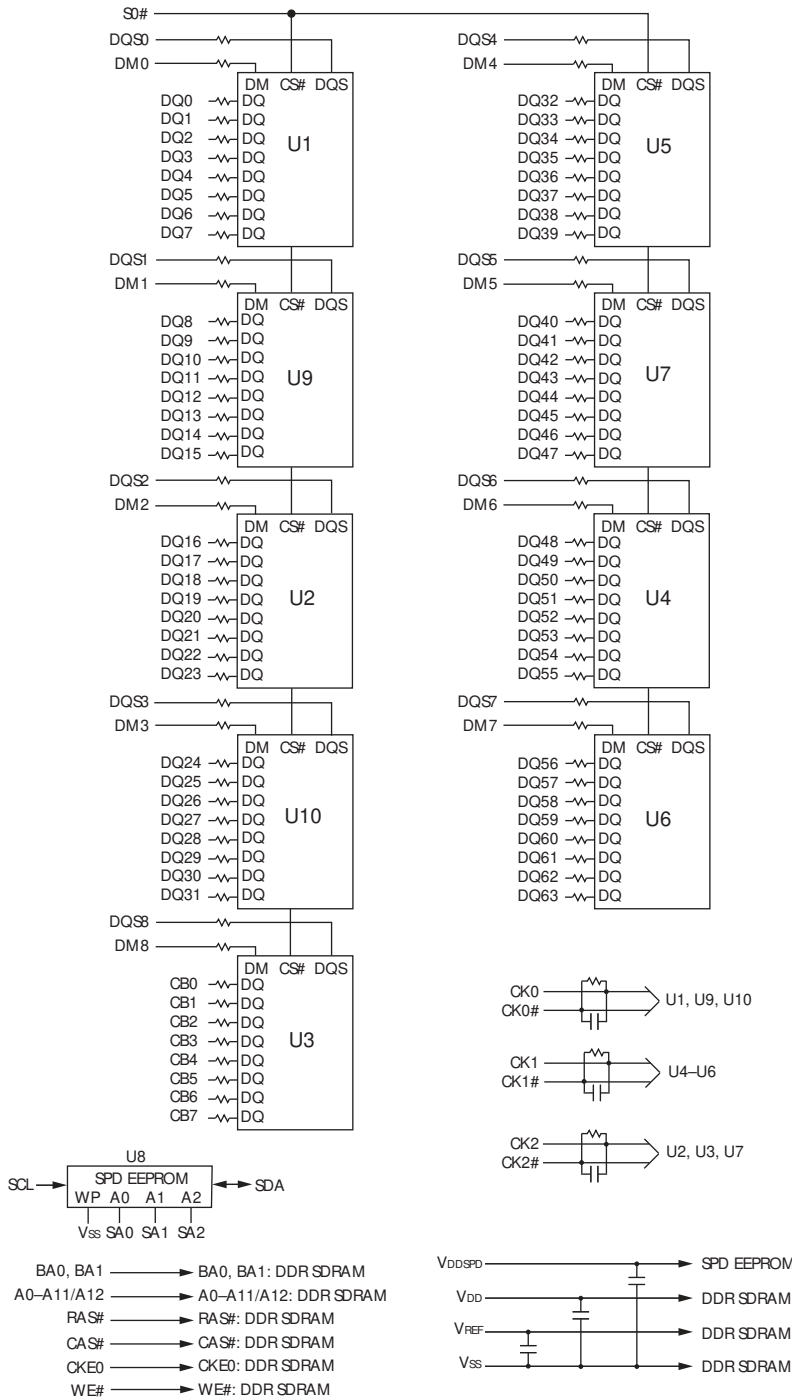 S0#
DQS0
DM0
DM CS# DQS
DQ0 DQ
DQ1 DQ
DQ2 DQ
DQ3 DQ
DQ4 DQ
DQ5 DQ
DQ6 DQ
DQ7 DQ
U1
DQS1
DM1
DM CS# DQS
DQ8 DQ
DQ9 DQ
DQ10 DQ
DQ11 DQ
DQ12 DQ
DQ13 DQ
DQ14 DQ
DQ15 DQ
U9
DQS2
DM2
DM CS# DQS
DQ16 DQ
DQ17 DQ
DQ18 DQ
DQ19 DQ
DQ20 DQ
DQ21 DQ
DQ22 DQ
DQ23 DQ
U2
DQS3
DM3
DM CS# DQS
DQ24 DQ
DQ25 DQ
DQ26 DQ
DQ27 DQ
DQ28 DQ
DQ29 DQ
DQ30 DQ
DQ31 DQ
U10
DQS8
DM8
DM CS# DQS
CB0 DQ
CB1 DQ
CB2 DQ
CB3 DQ
CB4 DQ
CB5 DQ
CB6 DQ
CB7 DQ
U3
DQS4
DM4
DM CS# DQS
DQ32 DQ
DQ33 DQ
DQ34 DQ
DQ35 DQ
DQ36 DQ
DQ37 DQ
DQ38 DQ
DQ39 DQ
U5
DQS5
DM5
DM CS# DQS
DQ40 DQ
DQ41 DQ
DQ42 DQ
DQ43 DQ
DQ44 DQ
DQ45 DQ
DQ46 DQ
DQ47 DQ
U7
DQS6
DM6
DM CS# DQS
DQ48 DQ
DQ49 DQ
DQ50 DQ
DQ51 DQ
DQ52 DQ
DQ53 DQ
DQ54 DQ
DQ55 DQ
U4
DQS7
DM7
DM CS# DQS
DQ56 DQ
DQ57 DQ
DQ58 DQ
DQ59 DQ
DQ60 DQ
DQ61 DQ
DQ62 DQ
DQ63 DQ
U6
CK0
CK0#
U1, U9, U10
CK1
CK1#
U4–U6
CK2
CK2#
U2, U3, U7
U8
SPD EEPROM
SCL
SDA
WP A0 A1 A2
VSS SA0 SA1 SA2
BA0, BA1 BA0, BA1: DDR SDRAM
A0–A11/A12 A0–A11/A12: DDR SDRAM
RAS# RAS#: DDR SDRAM
CAS# CAS#: DDR SDRAM
CKE0 CKE0: DDR SDRAM
WE# WE#: DDR SDRAM
VDDSPD SPD EEPROM
VDD DDR SDRAM
VREF DDR SDRAM
VSS DDR SDRAM